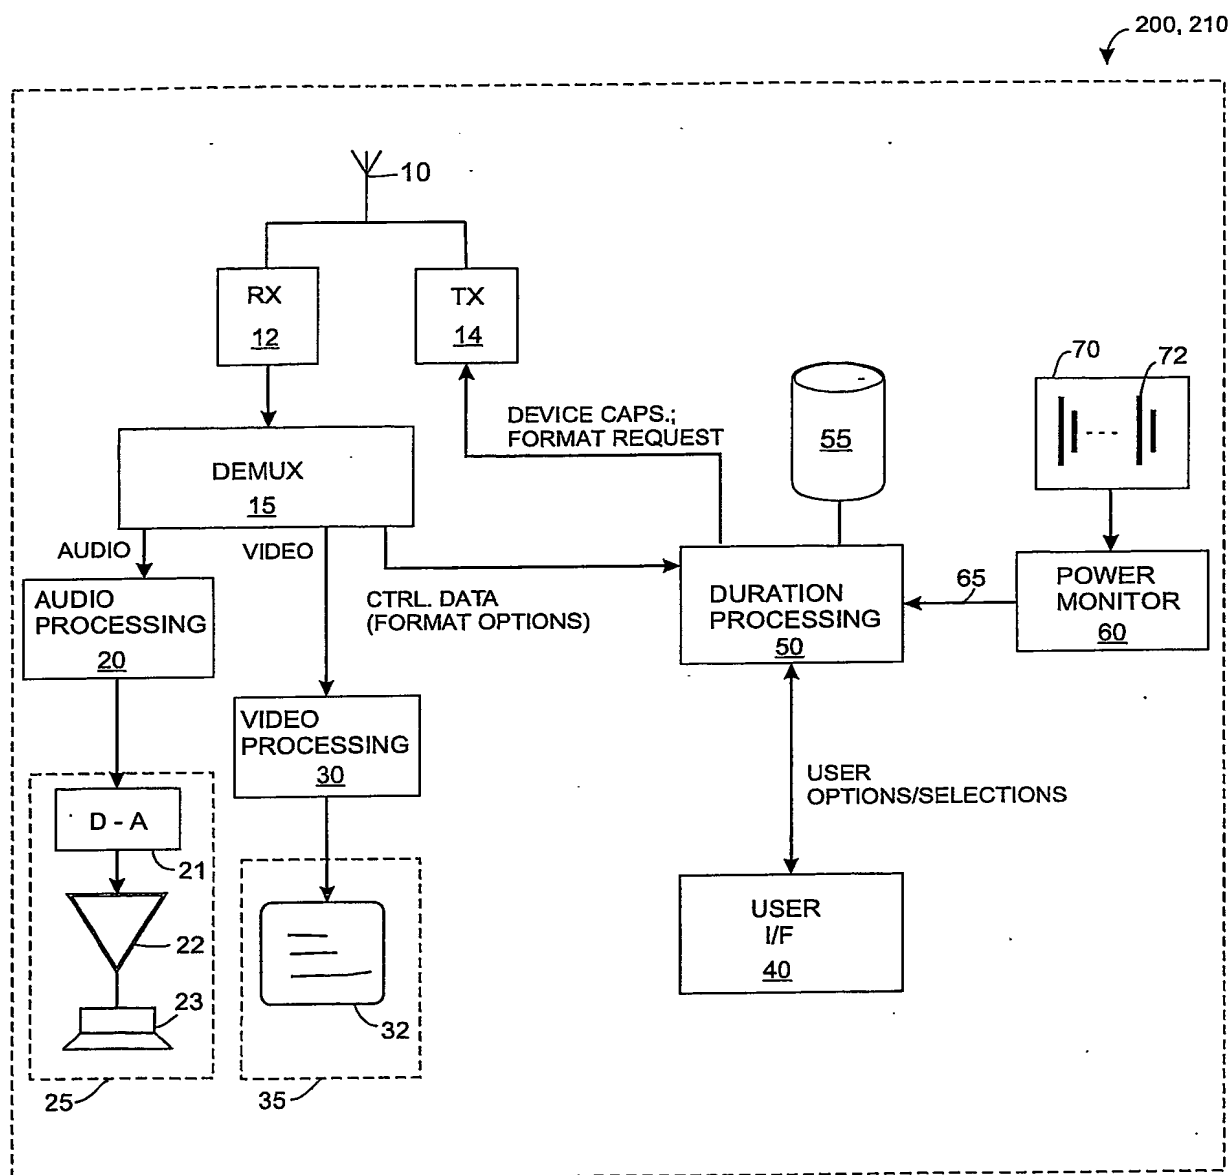 200, 210
10
RX
12
TX
14
70
72
DEVICE CAPS.;
FORMAT REQUEST
55
DEMUX
15
AUDIO
VIDEO
CTRL. DATA
(FORMAT OPTIONS)
AUDIO
PROCESSING
20
DURATION
PROCESSING
50
65
POWER
MONITOR
60
VIDEO
PROCESSING
30
USER
OPTIONS/SELECTIONS
D - A
21
22
23
25
32
35
USER
I/F
40